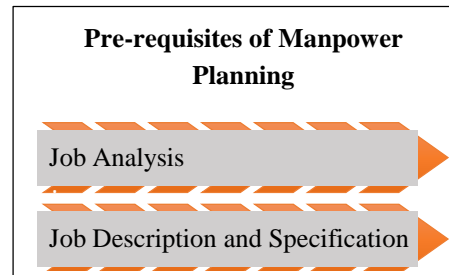 Pre-requisites of Manpower
Planning
Job Analysis
Job Description and Specification